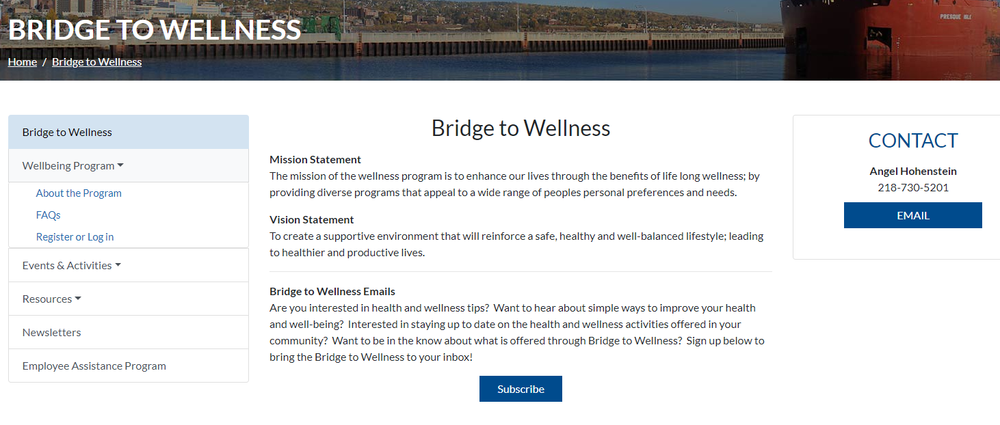 BRIDGE TO WELLNESS
PRESQUE ISLE
Home / Bridge to Wellness
Bridge to Wellness
Wellbeing Program
About the Program
FAQs
Register or Log in
Events & Activities
Resources
Newsletters
Employee Assistance Program
Bridge to Wellness
Mission Statement
The mission of the wellness program is to enhance our lives through the benefits of life long wellness; by
providing diverse programs that appeal to a wide range of peoples personal preferences and needs.
Vision Statement
To create a supportive environment that will reinforce a safe, healthy and well-balanced lifestyle; leading
to healthier and productive lives.
Bridge to Wellness Emails
Are you interested in health and wellness tips?  Want to hear about simple ways to improve your health
and well-being?  Interested in staying up to date on the health and wellness activities offered in your
community?  Want to be in the know about what is offered through Bridge to Wellness?  Sign up below to
bring the Bridge to Wellness to your inbox!
Subscribe
CONTACT
Angel Hohenstein
218-730-5201
EMAIL